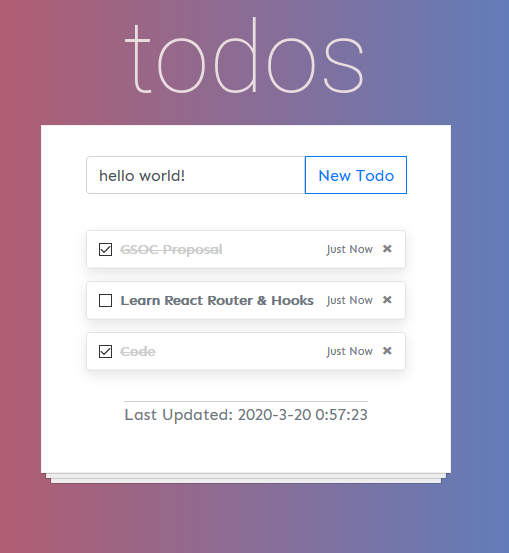 todos
hello world! New Todo
GSOC Proposal Just Now
Learn React Router & Hooks Just Now
Code Just Now
Last Updated: 2020-3-20 0:57:23